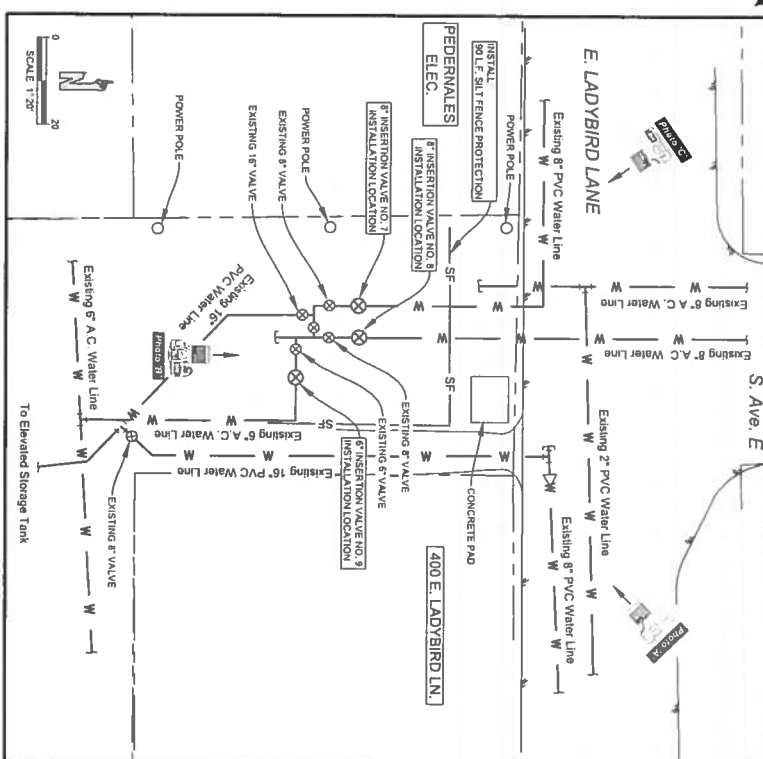 E. LADYBIRD LANE
S. Ave. E
Photo 'C'
Photo 'A'
Photo 'B'
PEDERNALES
ELEC.
INSTALL:
90 L.F. SILT FENCE PROTECTION
POWER POLE
8" INSERTION VALVE NO. 8
INSTALLATION LOCATION
8" INSERTION VALVE NO. 7
INSTALLATION LOCATION
POWER POLE
EXISTING 8" VALVE
EXISTING 16" VALVE
POWER POLE
0
20
SCALE 1" 20'
N
Existing 8" PVC Water Line
W
W
W
Existing 8" A.C. Water Line
W
W
W
W
Existing 8" A.C Water Line
W
W
W
W
W
Existing 2" PVC Water Line
W
W
W
W
Existing 8" PVC Water Line
W
W
W
SF
SF
SF
CONCRETE PAD
400 E. LADYBIRD LN.
EXISTING 8" VALVE
EXISTING 6" VALVE
6" INSERTION VALVE NO. 9
INSTALLATION LOCATION
Existing 16"
PVC Water Line
W
W
Existing 6" A.C. Water Line
W
W
Existing 16" PVC Water Line
W
W
W
W
W
Existing 6" A.C. Water Line
W
W
W
W
W
EXISTING 8" VALVE
To Elevated Storage Tank